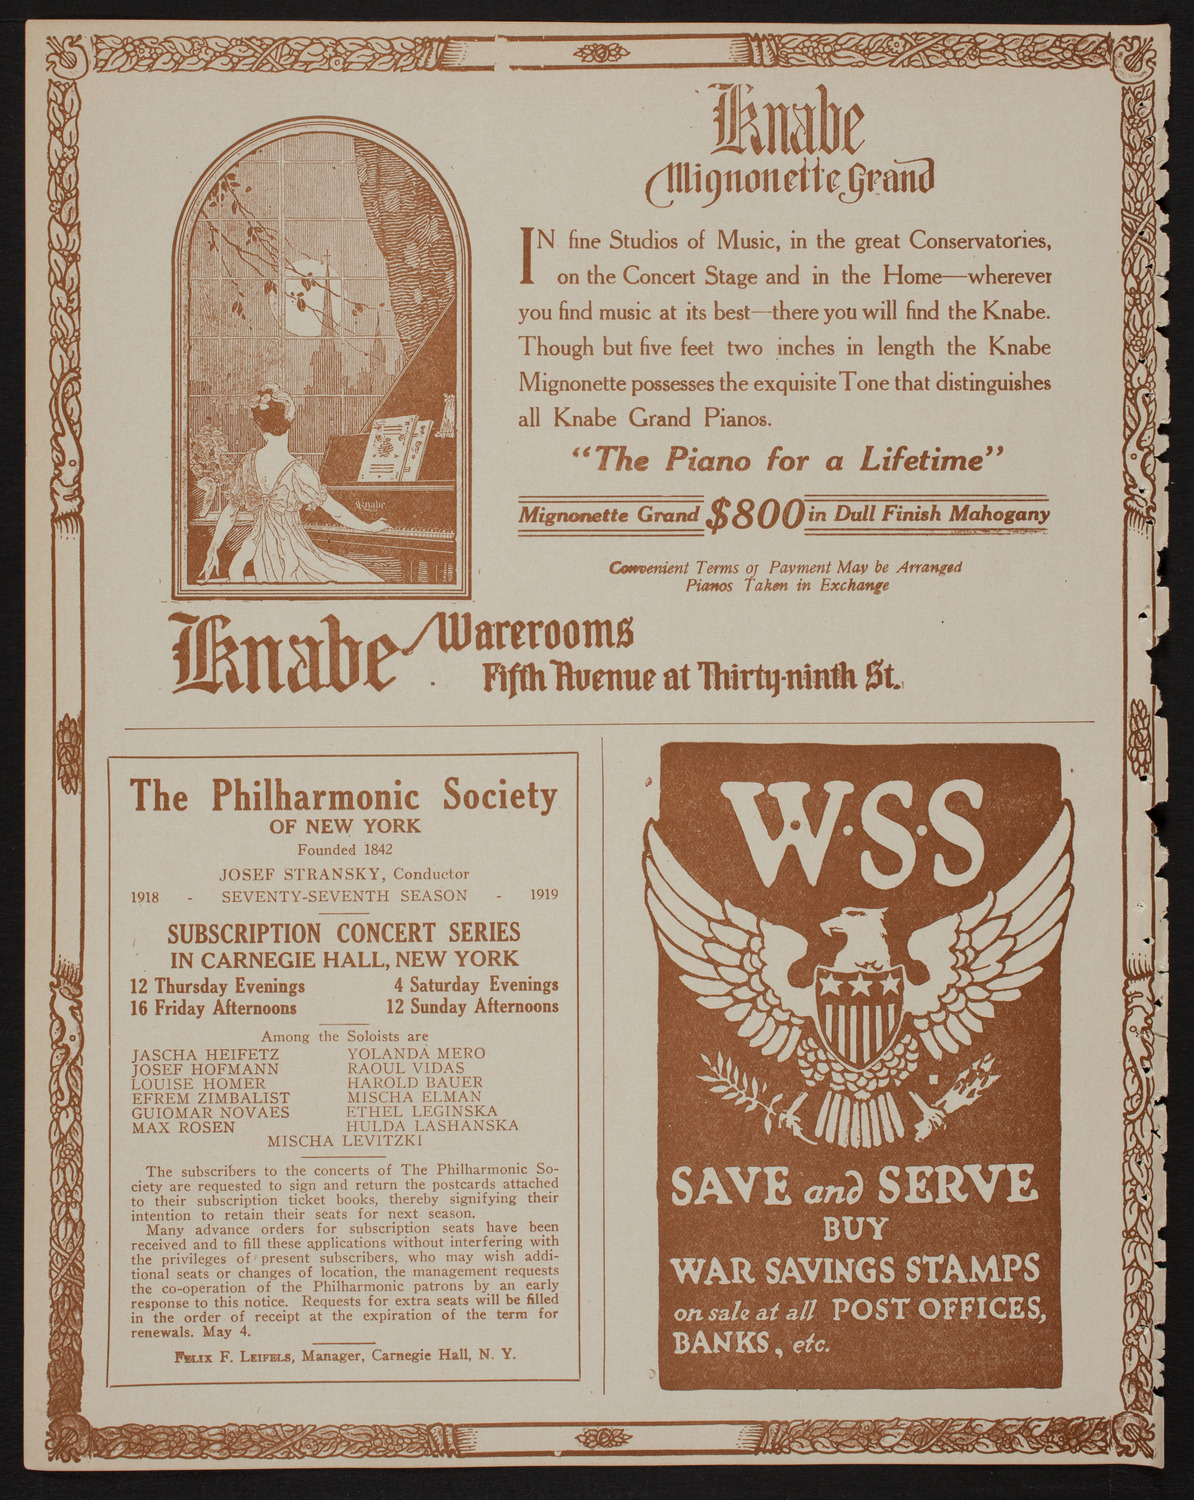 Knabe
Mignonette Grand
IN fine Studios of Music, in the great Conservatories,
on the Concert Stage and in the Home—wherever
you find music at its best—there you will find the Knabe.
Though but five feet two inches in length the Knabe
Mignonette possesses the exquisite Tone that distinguishes
all Knabe Grand Pianos.
"The Piano for a Lifetime"
Mignonette Grand $800 in Dull Finish Mahogany
Convenient Terms of Payment May be Arranged
Pianos Taken in Exchange
Knabe
Knabe Warerooms
Fifth Avenue at Thirty-ninth St.
The Philharmonic Society
OF NEW YORK
Founded 1842
JOSEF STRANSKY, Conductor
1918 - SEVENTY-SEVENTH SEASON - 1919
SUBSCRIPTION CONCERT SERIES
IN CARNEGIE HALL, NEW YORK
12 Thursday Evenings 4 Saturday Evenings
16 Friday Afternoons 12 Sunday Afternoons
Among the Soloists are
JASCHA HEIFETZ YOLANDA MERO
JOSEF HOFMANN RAOUL VIDAS
LOUISE HOMER HAROLD BAUER
EFREM ZIMBALIST MISCHA ELMAN
GUIOMAR NOVAES ETHEL LEGINSKA
MAX ROSEN HULDA LASHANSKA
MISCHA LEVITZKI
The subscribers to the concerts of The Philharmonic So-
ciety are requested to sign and return the postcards attached
to their subscription ticket books, thereby signifying their
intention to retain their seats for next season.
Many advance orders for subscription seats have been
received and to fill these applications without interfering with
the privileges of present subscribers, who may wish addi-
tional seats or changes of location, the management requests
the co-operation of the Philharmonic patrons by an early
response to this notice. Requests for extra seats will be filled
in the order of receipt at the expiration of the term for
renewals. May 4.
FELIX F. LEIFELS, Manager, Carnegie Hall, N. Y.
W·S·S
SAVE and SERVE
BUY
WAR SAVINGS STAMPS
on sale at all POST OFFICES,
BANKS, etc.